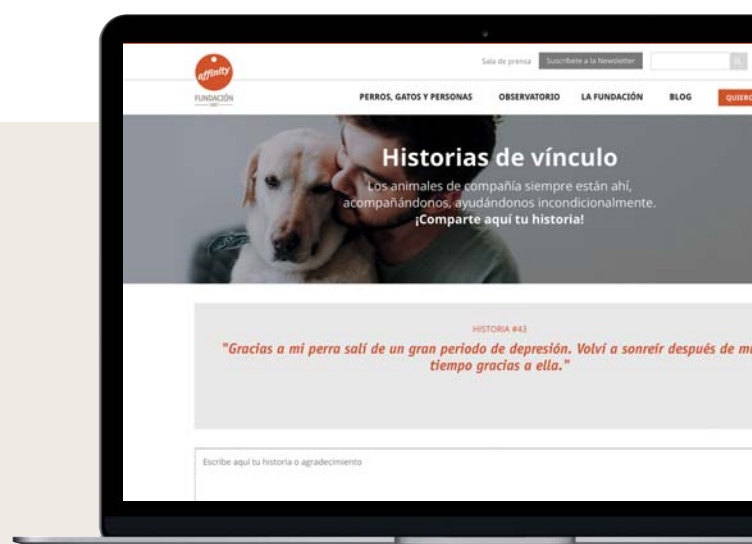 affinity
FUNDACIÓN
Sala de prensa
Suscríbete a la Newsletter
PERROS, GATOS Y PERSONAS
OBSERVATORIO
LA FUNDACIÓN
BLOG
Historias de vínculo
Los animales de compañía siempre están ahí,
acompañándonos, ayudándonos incondicionalmente.
¡Comparte aquí tu historia!
HISTORIA #43
"Gracias a mi perra salí de un gran periodo de depresión. Volví a sonreír después de
tiempo gracias a ella."
Escribe aquí tu historia o agradecimiento